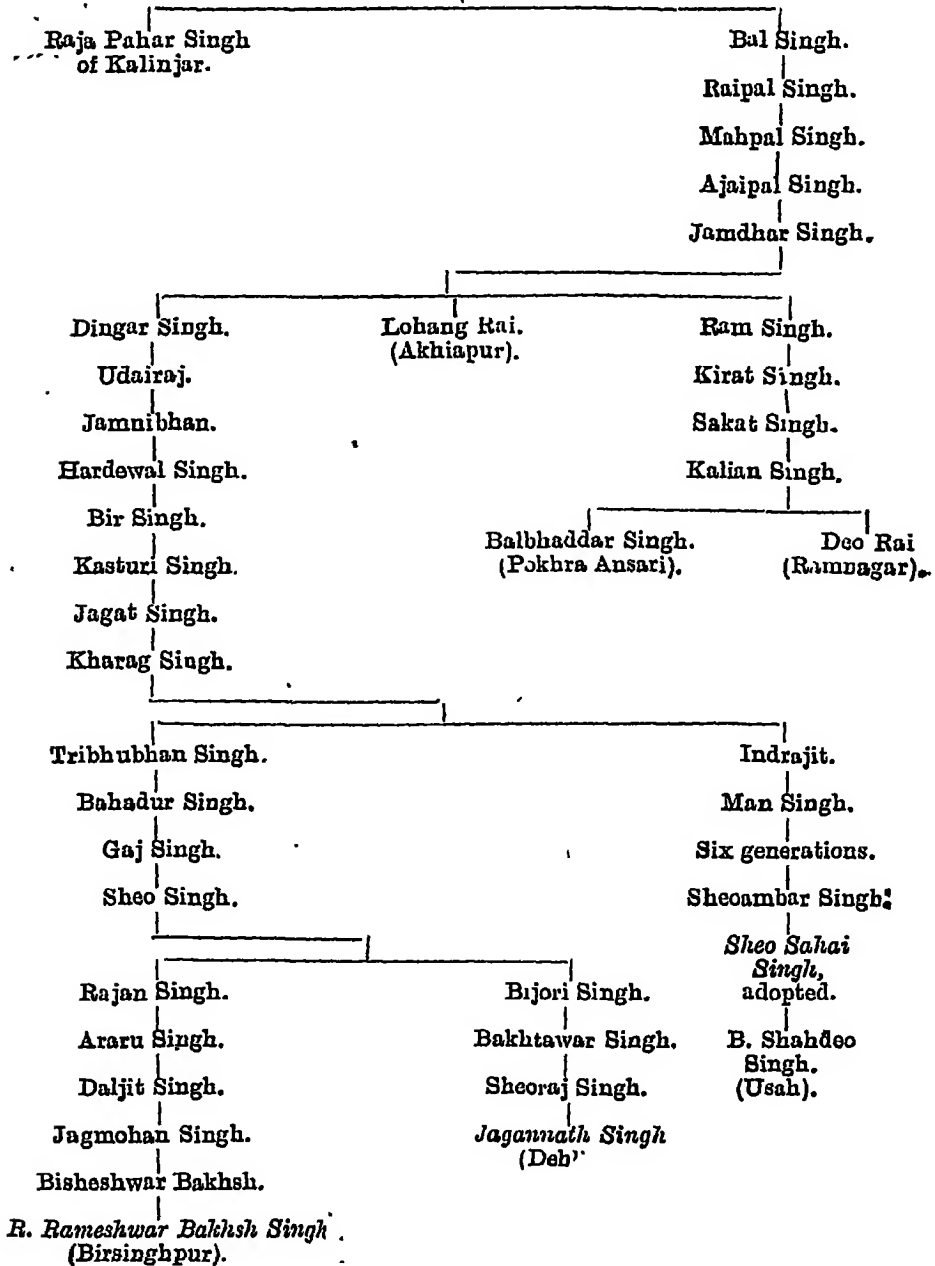 Raja Pahar Singh
of Kalinjar.
Bal Singh.
Raipal Singh.
Mahpal Singh.
Ajaipal Singh.
Jamdhar Singh.
Dingar Singh.
Lohang Rai.
(Akhiapur).
Ram Singh.
Udairaj.
Kirat Singh.
Jamnibhan.
Sakat Singh.
Hardewal Singh.
Kalian Singh.
Bir Singh.
Balbhaddar Singh.
(Pokhra Ansari).
Deo Rai
(Ramnagar).
Kasturi Singh.
Jagat Singh.
Kharag Singh.
Tribhubhan Singh.
Indrajit.
Bahadur Singh.
Man Singh.
Gaj Singh.
Six generations.
Sheo Singh.
Sheoambar Singh.
Sheo Sahai
Singh,
adopted.
Rajan Singh.
Bijori Singh.
Araru Singh.
Bakhtawar Singh.
B. Shahdeo
Singh.
(Usah).
Daljit Singh.
Sheoraj Singh.
Jagmohan Singh.
Jagannath Singh
(Deb
Bisheshwar Bakhsh.
R. Rameshwar Bakhsh Singh
(Birsinghpur).